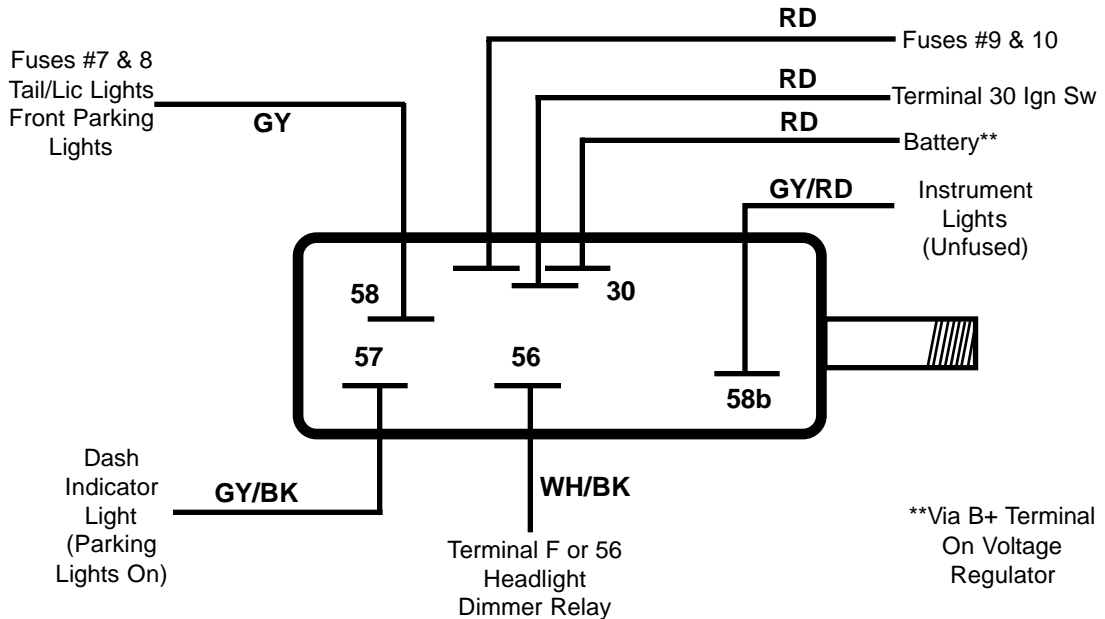 RD
Fuses #9 & 10
Fuses #7 & 8
Tail/Lic Lights
Front Parking
Lights
GY
RD
Terminal 30 Ign Sw
RD
Battery**
GY/RD
Instrument
Lights
(Unfused)
58
30
57
56
58b
Dash
Indicator
Light
(Parking
Lights On)
GY/BK
WH/BK
Terminal F or 56
Headlight
Dimmer Relay
**Via B+ Terminal
On Voltage
Regulator